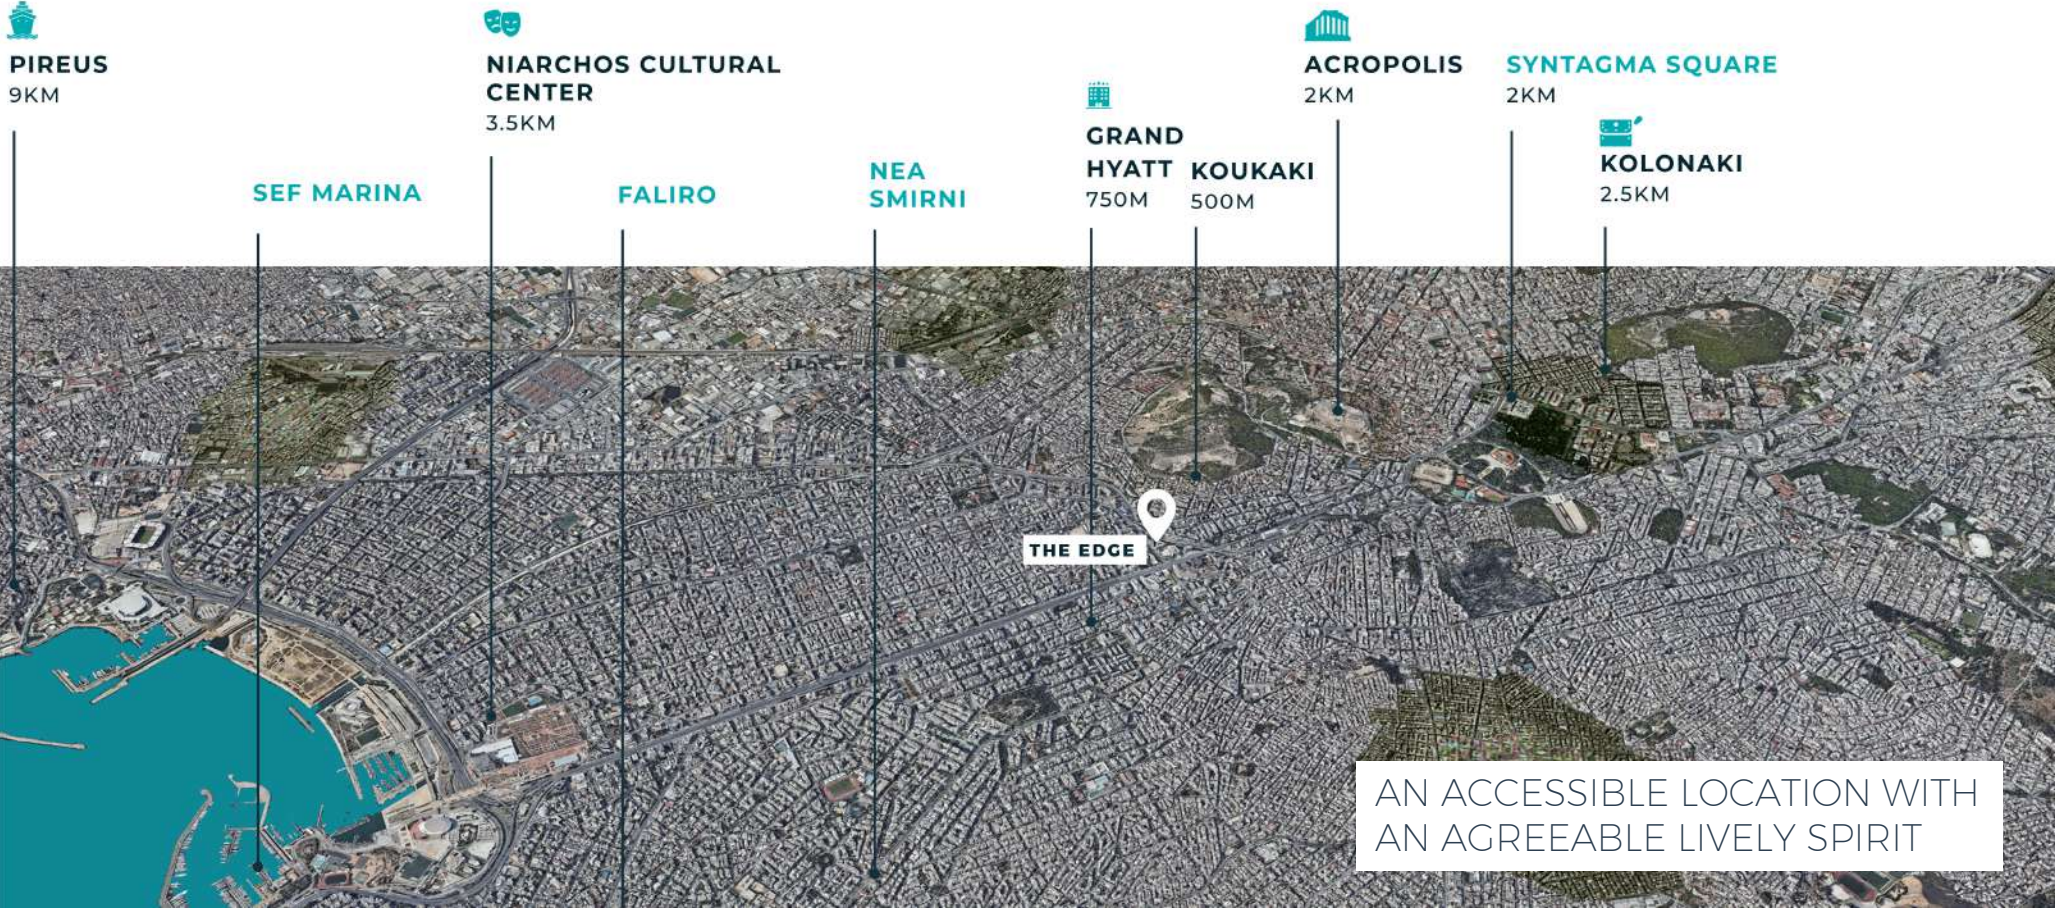 PIREUS
9KM
SEF MARINA
NIARCHOS CULTURAL
CENTER
3.5KM
FALIRO
NEA
SMIRNI
GRAND
HYATT
750M
KOUKAKI
500M
ACROPOLIS
2KM
SYNTAGMA SQUARE
2KM
KOLONAKI
2.5KM
THE EDGE
AN ACCESSIBLE LOCATION WITH
AN AGREEABLE LIVELY SPIRIT